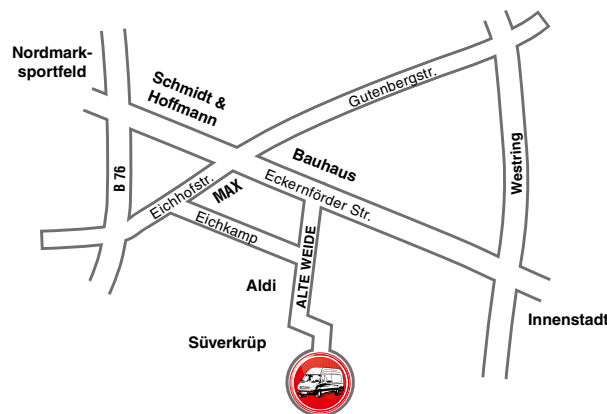 Nordmark-
sportfeld
Schmidt &
Hoffmann
Gutenbergstr.
B 76
Westring
Bauhaus
Eichhofstr.
MAX
Eckernförder Str.
Eichkamp
ALTE WEIDE
Aldi
Innenstadt
Süverkrüp